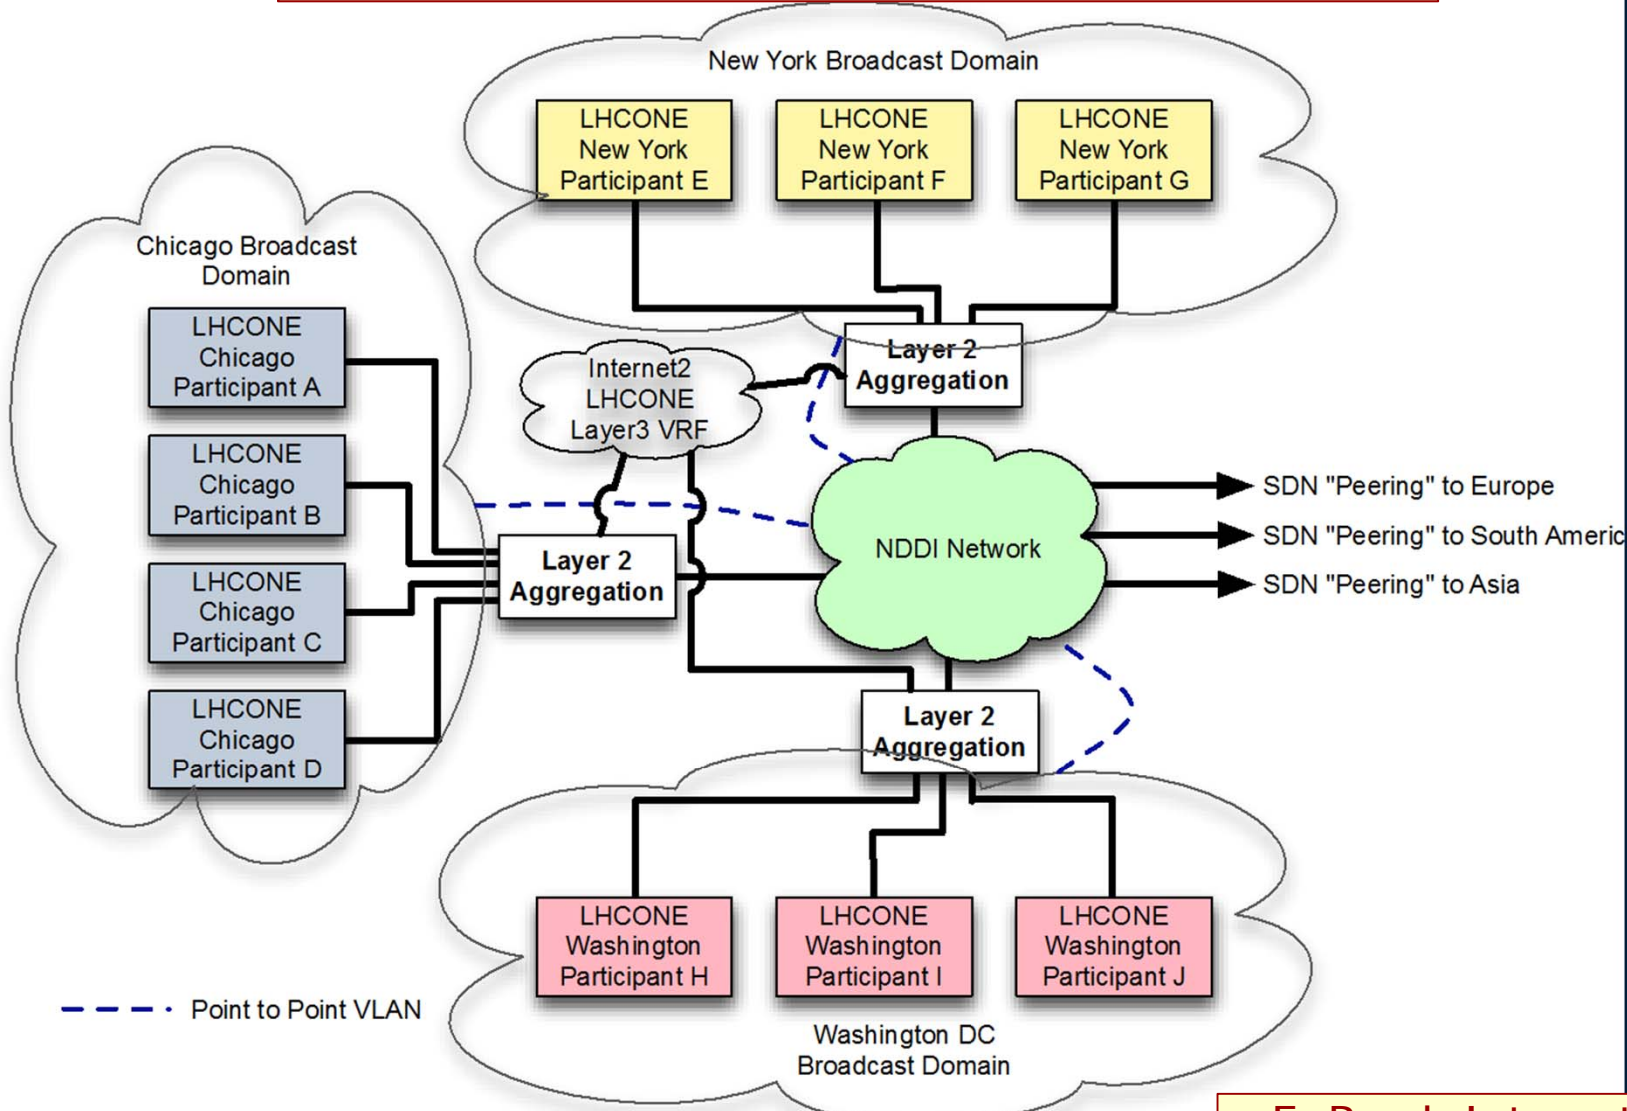 New York Broadcast Domain
LHCONE
New York
Participant E
LHCONE
New York
Participant F
LHCONE
New York
Participant G
Chicago Broadcast
Domain
LHCONE
Chicago
Participant A
LHCONE
Chicago
Participant B
LHCONE
Chicago
Participant C
LHCONE
Chicago
Participant D
Internet2
LHCONE
Layer3 VRF
Layer 2
Aggregation
Layer 2
Aggregation
NDDI Network
SDN "Peering" to Europe
SDN "Peering" to South Americ
SDN "Peering" to Asia
Layer 2
Aggregation
LHCONE
Washington
Participant H
LHCONE
Washington
Participant I
LHCONE
Washington
Participant J
Point to Point VLAN
Washington DC
Broadcast Domain